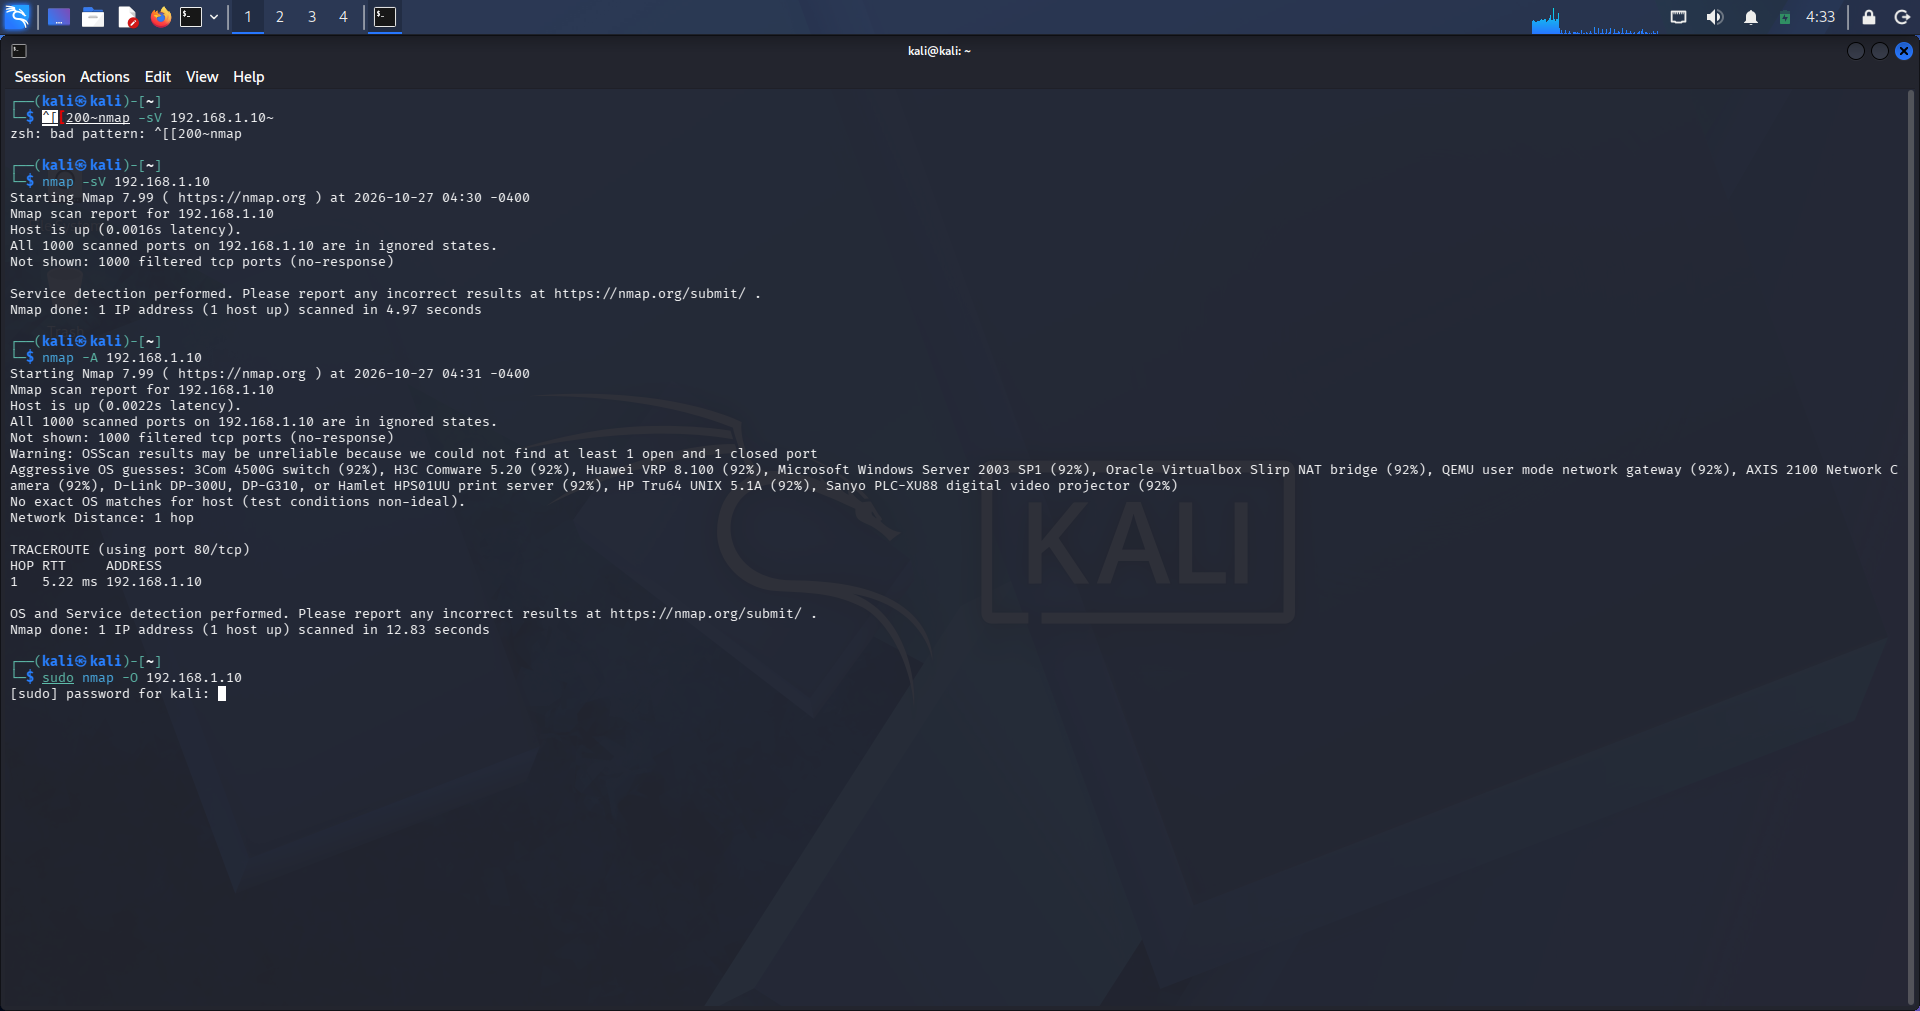 1 2 3 4 4:33
kali@kali: ~
Session Actions Edit View Help
┌──(kali㉿kali)-[~]
└─$ ^[[200~nmap -sV 192.168.1.10~
zsh: bad pattern: ^[[200~nmap
┌──(kali㉿kali)-[~]
└─$ nmap -sV 192.168.1.10
Starting Nmap 7.99 ( https://nmap.org ) at 2026-10-27 04:30 -0400
Nmap scan report for 192.168.1.10
Host is up (0.0016s latency).
All 1000 scanned ports on 192.168.1.10 are in ignored states.
Not shown: 1000 filtered tcp ports (no-response)
Service detection performed. Please report any incorrect results at https://nmap.org/submit/ .
Nmap done: 1 IP address (1 host up) scanned in 4.97 seconds
┌──(kali㉿kali)-[~]
└─$ nmap -A 192.168.1.10
Starting Nmap 7.99 ( https://nmap.org ) at 2026-10-27 04:31 -0400
Nmap scan report for 192.168.1.10
Host is up (0.0022s latency).
All 1000 scanned ports on 192.168.1.10 are in ignored states.
Not shown: 1000 filtered tcp ports (no-response)
Warning: OSScan results may be unreliable because we could not find at least 1 open and 1 closed port
Aggressive OS guesses: 3Com 4500G switch (92%), H3C Comware 5.20 (92%), Huawei VRP 8.100 (92%), Microsoft Windows Server 2003 SP1 (92%), Oracle Virtualbox Slirp NAT bridge (92%), QEMU user mode network gateway (92%), AXIS 2100 Network C
amera (92%), D-Link DP-300U, DP-G310, or Hamlet HPS01UU print server (92%), HP Tru64 UNIX 5.1A (92%), Sanyo PLC-XU88 digital video projector (92%)
No exact OS matches for host (test conditions non-ideal).
Network Distance: 1 hop
TRACEROUTE (using port 80/tcp)
HOP RTT     ADDRESS
1   5.22 ms 192.168.1.10
OS and Service detection performed. Please report any incorrect results at https://nmap.org/submit/ .
Nmap done: 1 IP address (1 host up) scanned in 12.83 seconds
┌──(kali㉿kali)-[~]
└─$ sudo nmap -O 192.168.1.10
[sudo] password for kali:
KALI